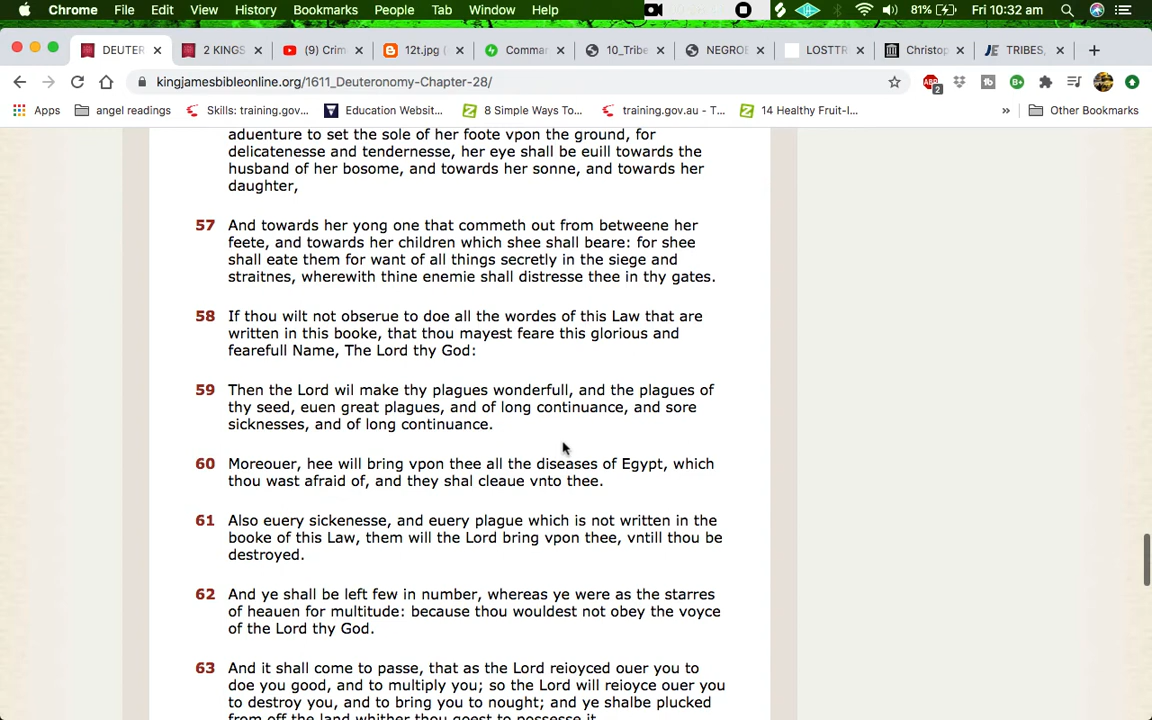 Chrome File Edit View History Bookmarks People Tab Window Help 81% Fri 10:32 am
DEUTER 2 KINGS (9) Crim 12t.jpg ( Comman 10_Tribe NEGROE LOSTTR Christop TRIBES,
kingjamesbibleonline.org/1611_Deuteronomy-Chapter-28/ ABP 2
Apps angel readings Skills: training.gov... Education Websit... 8 Simple Ways To... training.gov.au - T... 14 Healthy Fruit-I... » Other Bookmarks
aduenture to set the sole of her foote vpon the ground, for
delicatenesse and tendernesse, her eye shall be euill towards the
husband of her bosome, and towards her sonne, and towards her
daughter,
57 And towards her yong one that commeth out from betweene her
feete, and towards her children which shee shall beare: for shee
shall eate them for want of all things secretly in the siege and
straitnes, wherewith thine enemie shall distresse thee in thy gates.
58 If thou wilt not obserue to doe all the wordes of this Law that are
written in this booke, that thou mayest feare this glorious and
fearefull Name, The Lord thy God:
59 Then the Lord wil make thy plagues wonderfull, and the plagues of
thy seed, euen great plagues, and of long continuance, and sore
sicknesses, and of long continuance.
60 Moreouer, hee will bring vpon thee all the diseases of Egypt, which
thou wast afraid of, and they shal cleaue vnto thee.
61 Also euery sickenesse, and euery plague which is not written in the
booke of this Law, them will the Lord bring vpon thee, vntill thou be
destroyed.
62 And ye shall be left few in number, whereas ye were as the starres
of heauen for multitude: because thou wouldest not obey the voyce
of the Lord thy God.
63 And it shall come to passe, that as the Lord reioyced ouer you to
doe you good, and to multiply you; so the Lord will reioyce ouer you
to destroy you, and to bring you to nought; and ye shalbe plucked
from off the land whither thou goest to possesse it.